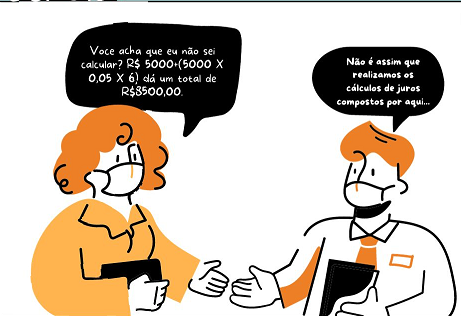 Voce acha que eu não sei
calcular? R$ 5000+(5000 X
0,05 X 6) dá um total de
R$8500,00.
Não é assim que
realizamos os
cálculos de juros
compostos por aqui...